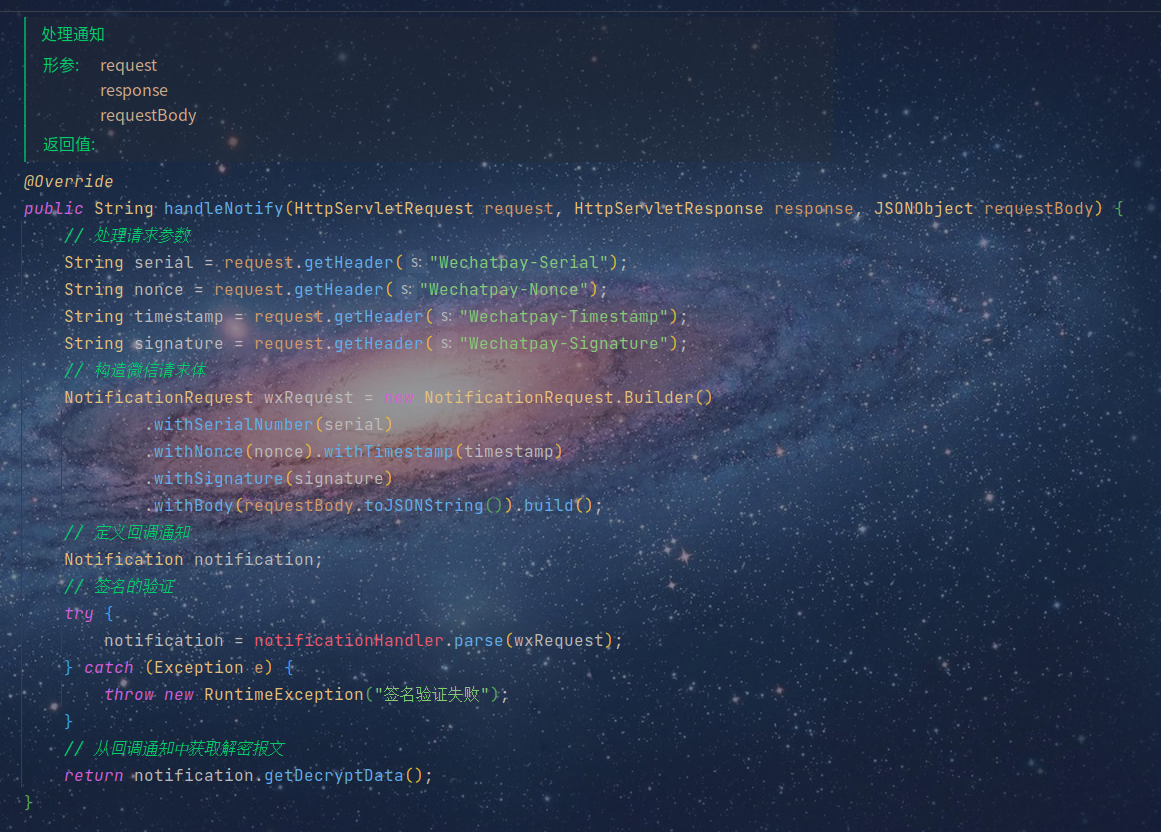 处理通知
形参: request
response
requestBody
返回值:
@Override
public String handleNotify(HttpServletRequest request, HttpServletResponse response, JSONObject requestBody) {
// 处理请求参数
String serial = request.getHeader( s: "Wechatpay-Serial");
String nonce = request.getHeader( s: "Wechatpay-Nonce");
String timestamp = request.getHeader( s: "Wechatpay-Timestamp");
String signature = request.getHeader( s: "Wechatpay-Signature");
// 构造微信请求体
NotificationRequest wxRequest = new NotificationRequest.Builder()
.withSerialNumber(serial)
.withNonce(nonce).withTimestamp(timestamp)
.withSignature(signature)
.withBody(requestBody.toJSONString()).build();
// 定义回调通知
Notification notification;
// 签名的验证
try {
notification = notificationHandler.parse(wxRequest);
} catch (Exception e) {
throw new RuntimeException("签名验证失败");
}
// 从回调通知中获取解密报文
return notification.getDecryptData();
}